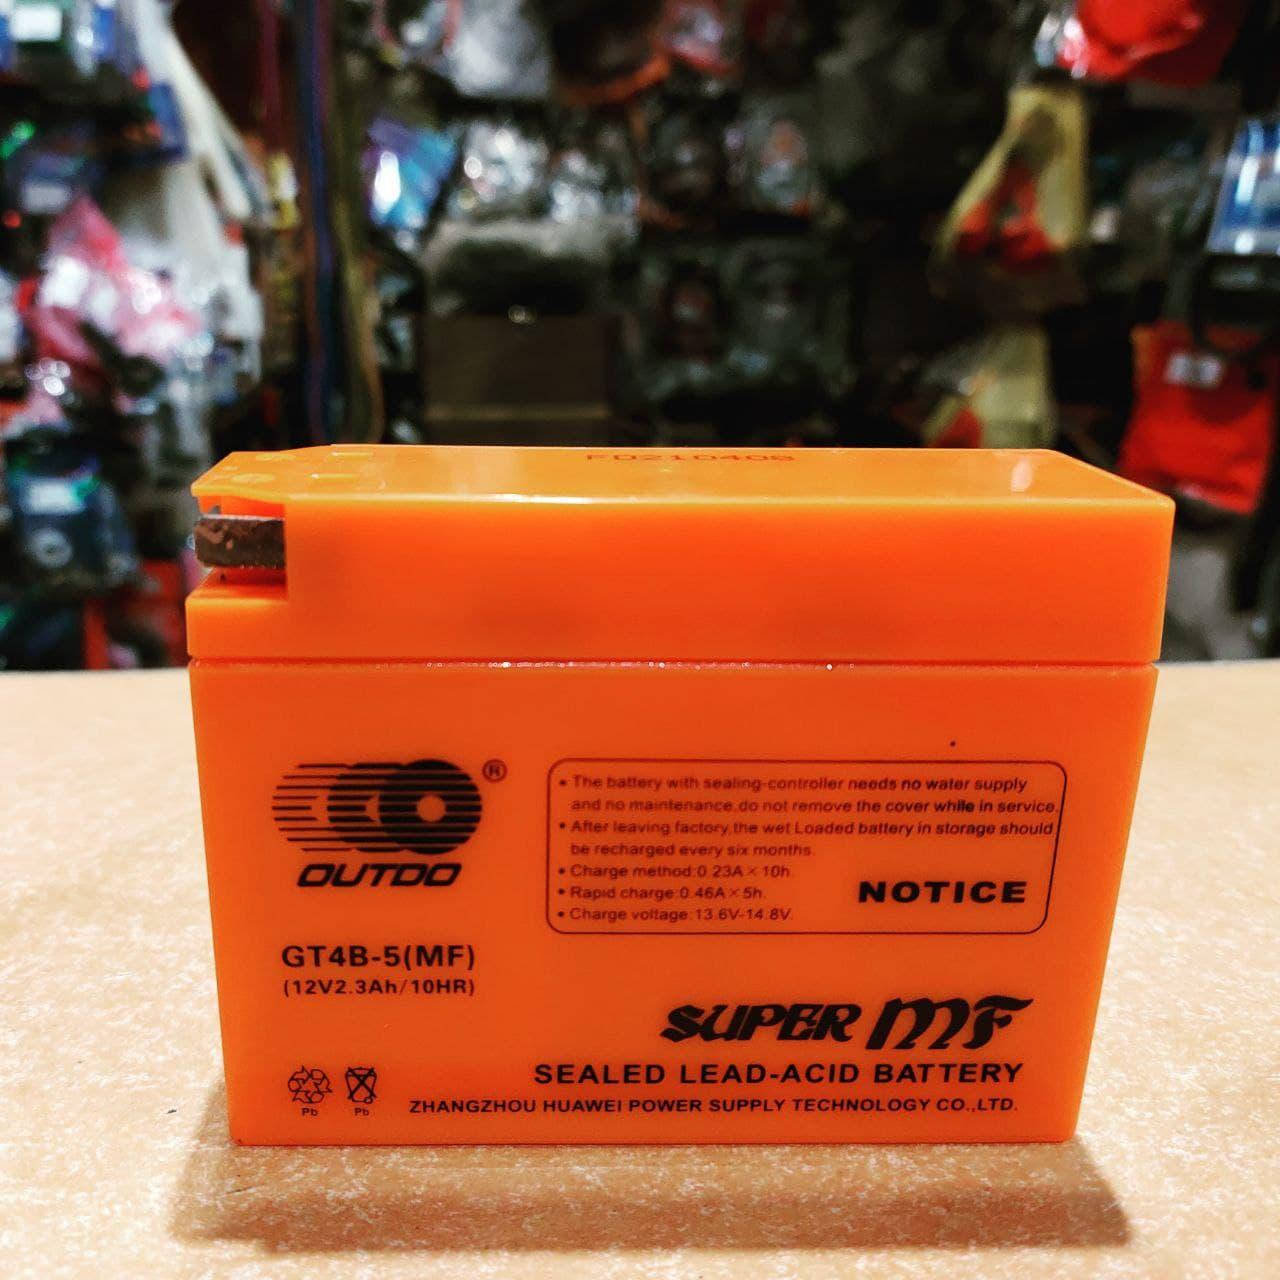 FD210408
®
OUTDO
GT4B-5(MF)
(12V2.3Ah/10HR)
• The battery with sealing-controller needs no water supply
and no maintenance,do not remove the cover while in service.
• After leaving factory,the wet Loaded battery in storage should
be recharged every six months.
• Charge method:0.23A×10h.
• Rapid charge:0.46A×5h.
• Charge voltage:13.6V-14.8V.
NOTICE
SUPER MF
SEALED LEAD-ACID BATTERY
ZHANGZHOU HUAWEI POWER SUPPLY TECHNOLOGY CO.,LTD.
Pb Pb